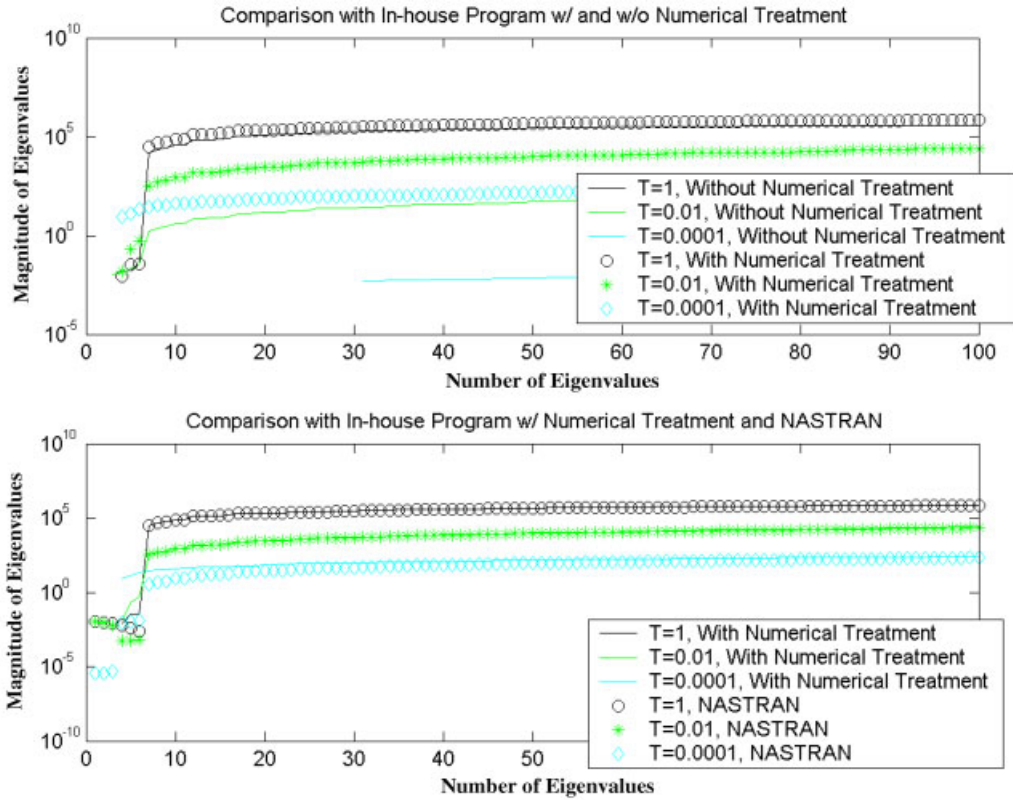 Comparison with In-house Program w/ and w/o Numerical Treatment
10^10
10^5
10^0
10^-5
Magnitude of Eigenvalues
0 10 20 30 40 50 60 70 80 90 100
Number of Eigenvalues
T=1, Without Numerical Treatment
T=0.01, Without Numerical Treatment
T=0.0001, Without Numerical Treatment
T=1, With Numerical Treatment
T=0.01, With Numerical Treatment
T=0.0001, With Numerical Treatment
Comparison with In-house Program w/ Numerical Treatment and NASTRAN
10^10
10^5
10^0
10^-5
10^-10
Magnitude of Eigenvalues
0 10 20 30 40 50 60 70 80 90 100
Number of Eigenvalues
T=1, With Numerical Treatment
T=0.01, With Numerical Treatment
T=0.0001, With Numerical Treatment
T=1, NASTRAN
T=0.01, NASTRAN
T=0.0001, NASTRAN